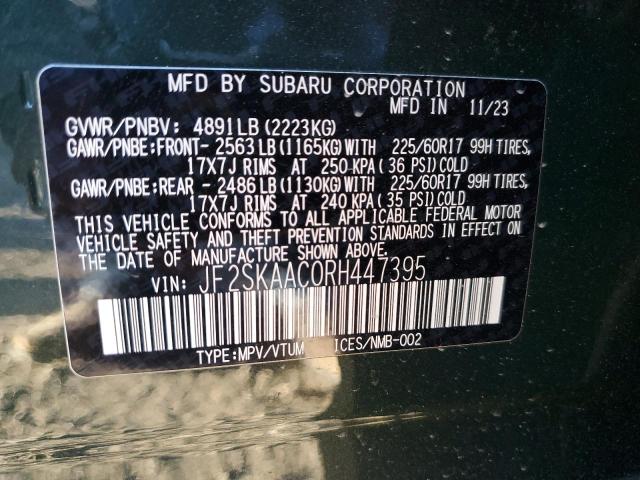 MFD BY SUBARU CORPORATION
MFD IN 11/23
GVWR/PNBV: 4891LB (2223KG)
GAWR/PNBE:FRONT- 2563 LB (1165KG) WITH 225/60R17 99H TIRES,
17X7J RIMS AT 250 KPA (36 PSI) COLD
GAWR/PNBE:REAR - 2486 LB (1130KG) WITH 225/60R17 99H TIRES,
17X7J RIMS AT 240 KPA (35 PSI) COLD
THIS VEHICLE CONFORMS TO ALL APPLICABLE FEDERAL MOTOR
VEHICLE SAFETY AND THEFT PREVENTION STANDARDS IN EFFECT ON
THE DATE OF MANUFACTURE SHOWN ABOVE.
VIN: JF2SKAAC0RH447395
TYPE:MPV/VTUM ICES/NMB-002